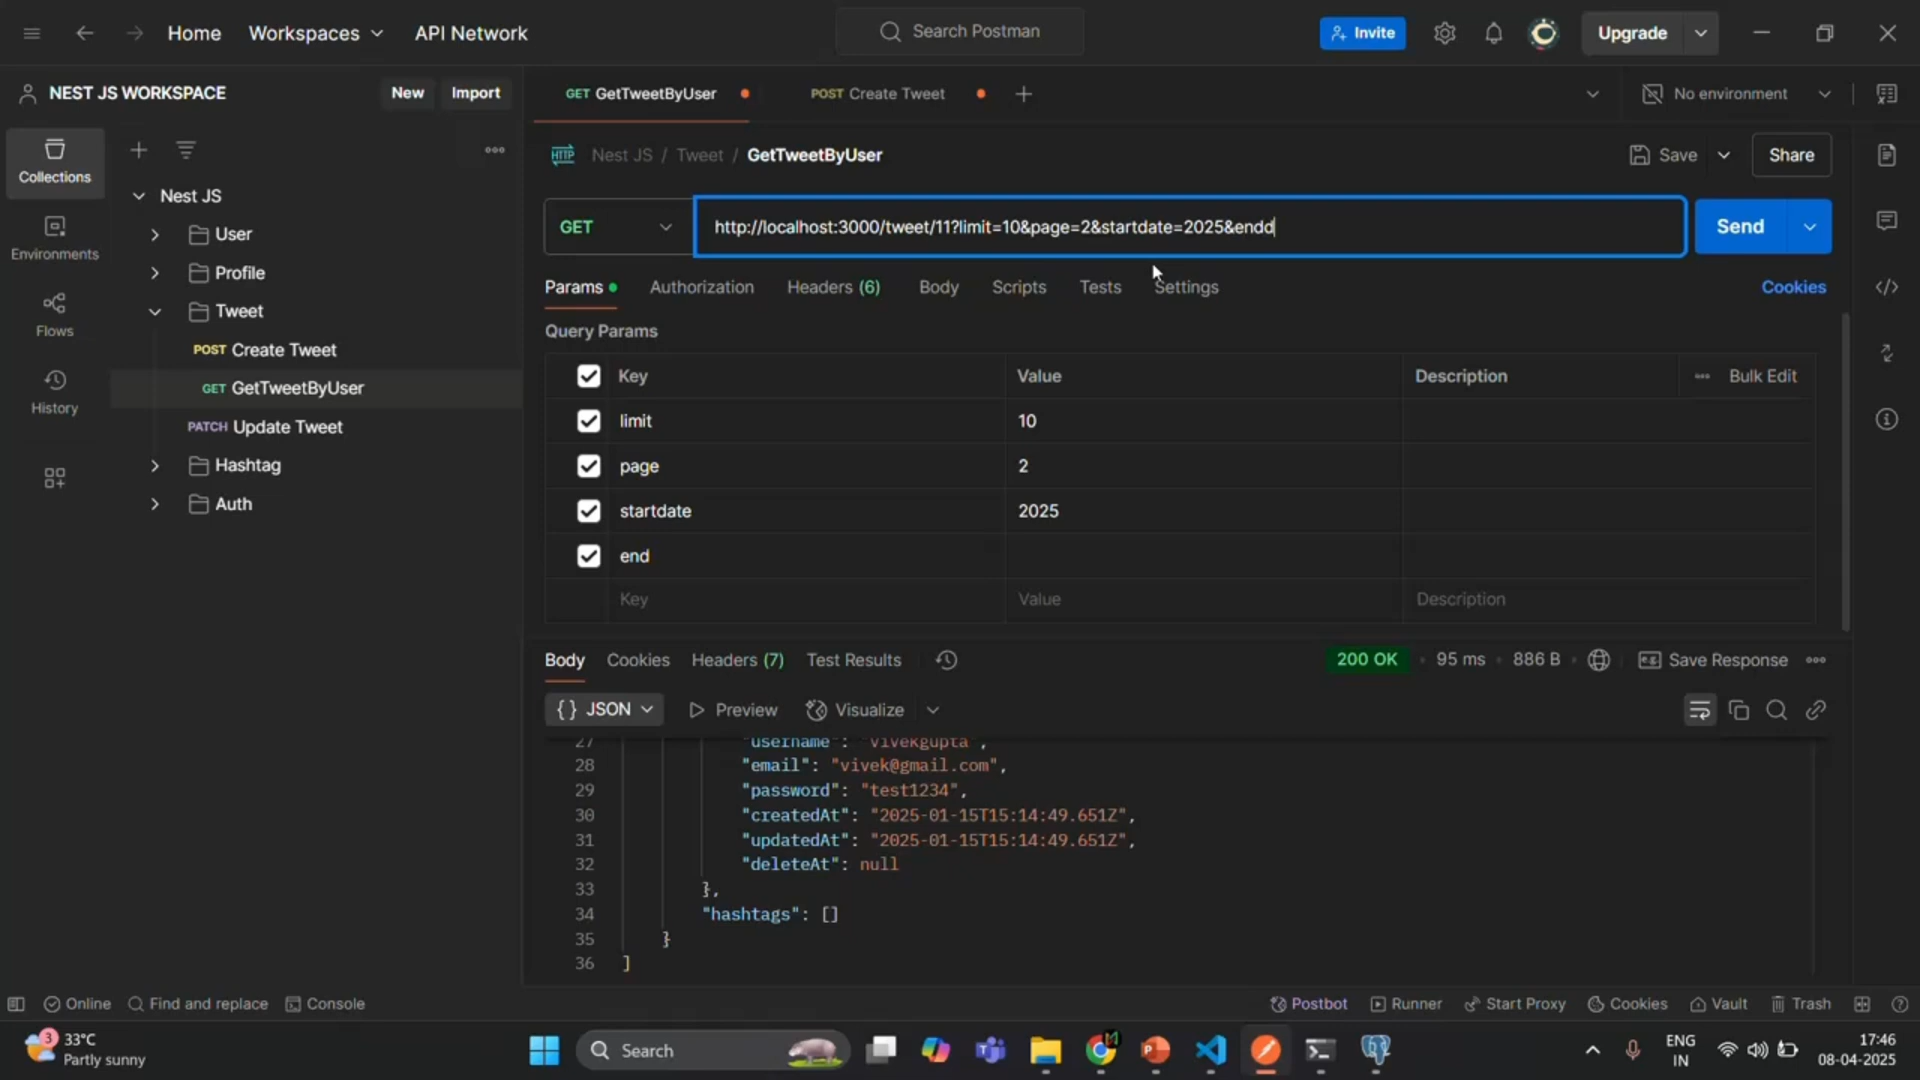 Home
Workspaces
API Network
Search Postman
Invite
Upgrade
NEST JS WORKSPACE
New
Import
GET GetTweetByUser
POST Create Tweet
No environment
Collections
Environments
Flows
History
Nest JS
User
Profile
Tweet
POST Create Tweet
GET GetTweetByUser
PATCH Update Tweet
Hashtag
Auth
HTTP
Nest JS / Tweet / GetTweetByUser
Save
Share
GET
http://localhost:3000/tweet/11?limit=10&page=2&startdate=2025&endd
Send
Params
Authorization
Headers (6)
Body
Scripts
Tests
Settings
Cookies
Query Params
Key Value Description Bulk Edit
limit 10
page 2
startdate 2025
end
Key Value Description
Body
Cookies
Headers (7)
Test Results
200 OK
95 ms
886 B
e.g. Save Response
{} JSON
Preview
Visualize
27 "username": "vivekgupta",
28 "email": "vivek@gmail.com",
29 "password": "test1234",
30 "createdAt": "2025-01-15T15:14:49.651Z",
31 "updatedAt": "2025-01-15T15:14:49.651Z",
32 "deleteAt": null
33 },
34 "hashtags": []
35 }
36 ]
Online
Find and replace
Console
Postbot
Runner
Start Proxy
Cookies
Vault
Trash
3
33°C
Partly sunny
Search
ENG
IN
17:46
08-04-2025